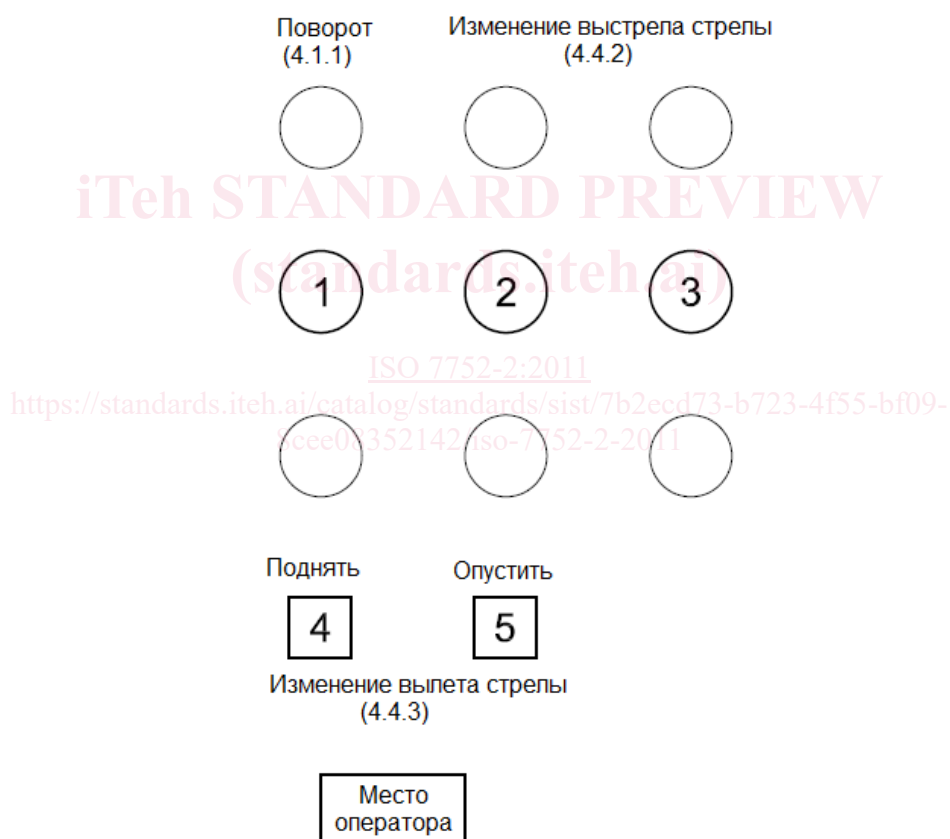 Поворот
(4.1.1)
Изменение выстрела стрелы
(4.4.2)
iTeh STANDARD PREVIEW
(standards.iteh.ai)
1 2 3
ISO 7752-2:2011
https://standards.iteh.ai/catalog/standards/sist/7b2ecd73-b723-4f55-bf09-
8cee08352142/iso-7752-2-2011
Поднять Опустить
4 5
Изменение вылета стрелы
(4.4.3)
Место
оператора